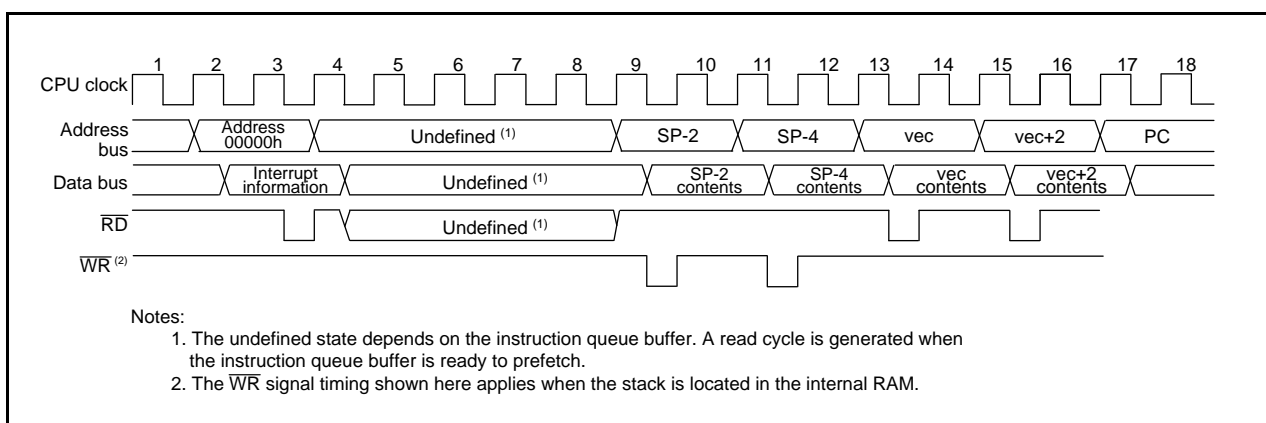 1 2 3 4 5 6 7 8 9 10 11 12 13 14 15 16 17 18
CPU clock
Address bus
Address 00000h
Undefined (1)
SP-2
SP-4
vec
vec+2
PC
Data bus
Interrupt information
Undefined (1)
SP-2 contents
SP-4 contents
vec contents
vec+2 contents
RD
Undefined (1)
WR (2)
Notes:
1. The undefined state depends on the instruction queue buffer. A read cycle is generated when
the instruction queue buffer is ready to prefetch.
2. The WR signal timing shown here applies when the stack is located in the internal RAM.